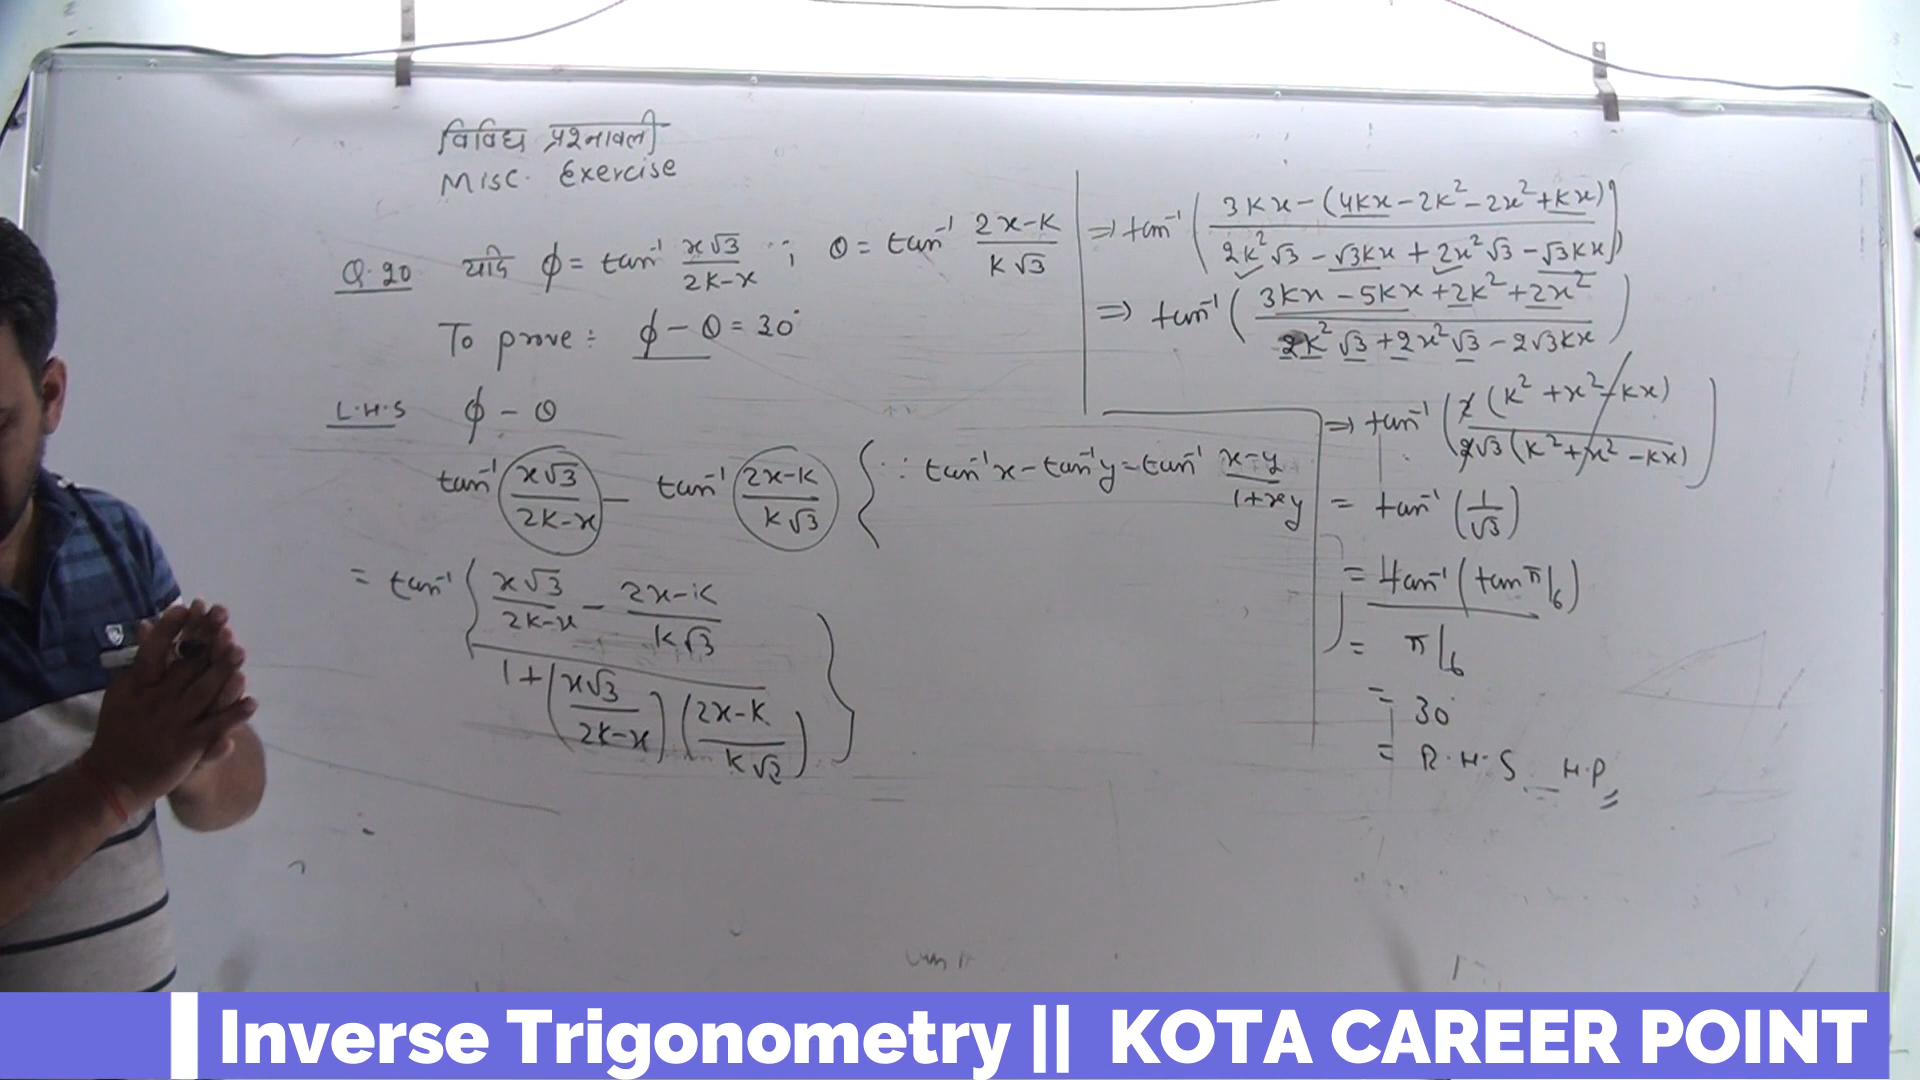 विविध प्रश्नावली
Misc. Exercise
Q.20 यदि ϕ = tan⁻¹ x√3/2k-x ; θ = tan⁻¹ 2x-k/k√3
To prove : ϕ - θ = 30°
L.H.S ϕ - θ
tan⁻¹ (x√3/2k-x) - tan⁻¹ (2x-k/k√3) { ∵ tan⁻¹x - tan⁻¹y = tan⁻¹ x-y/1+xy
= tan⁻¹ { x√3/2k-x - 2x-k/k√3 / 1+(x√3/2k-x)(2x-k/k√3) }
⇒ tan⁻¹ ( 3kx-(4kx-2k²-2x²+kx) / 2k²√3-√3kx+2x²√3-√3kx )
⇒ tan⁻¹ ( 3kx-5kx+2k²+2x² / 2k²√3+2x²√3-2√3kx )
⇒ tan⁻¹ ( 2(k²+x²-kx) / 2√3(k²+x²-kx) )
= tan⁻¹ (1/√3)
= tan⁻¹ (tan π/6)
= π/6
= 30°
= R.H.S H.P
Inverse Trigonometry || KOTA CAREER POINT